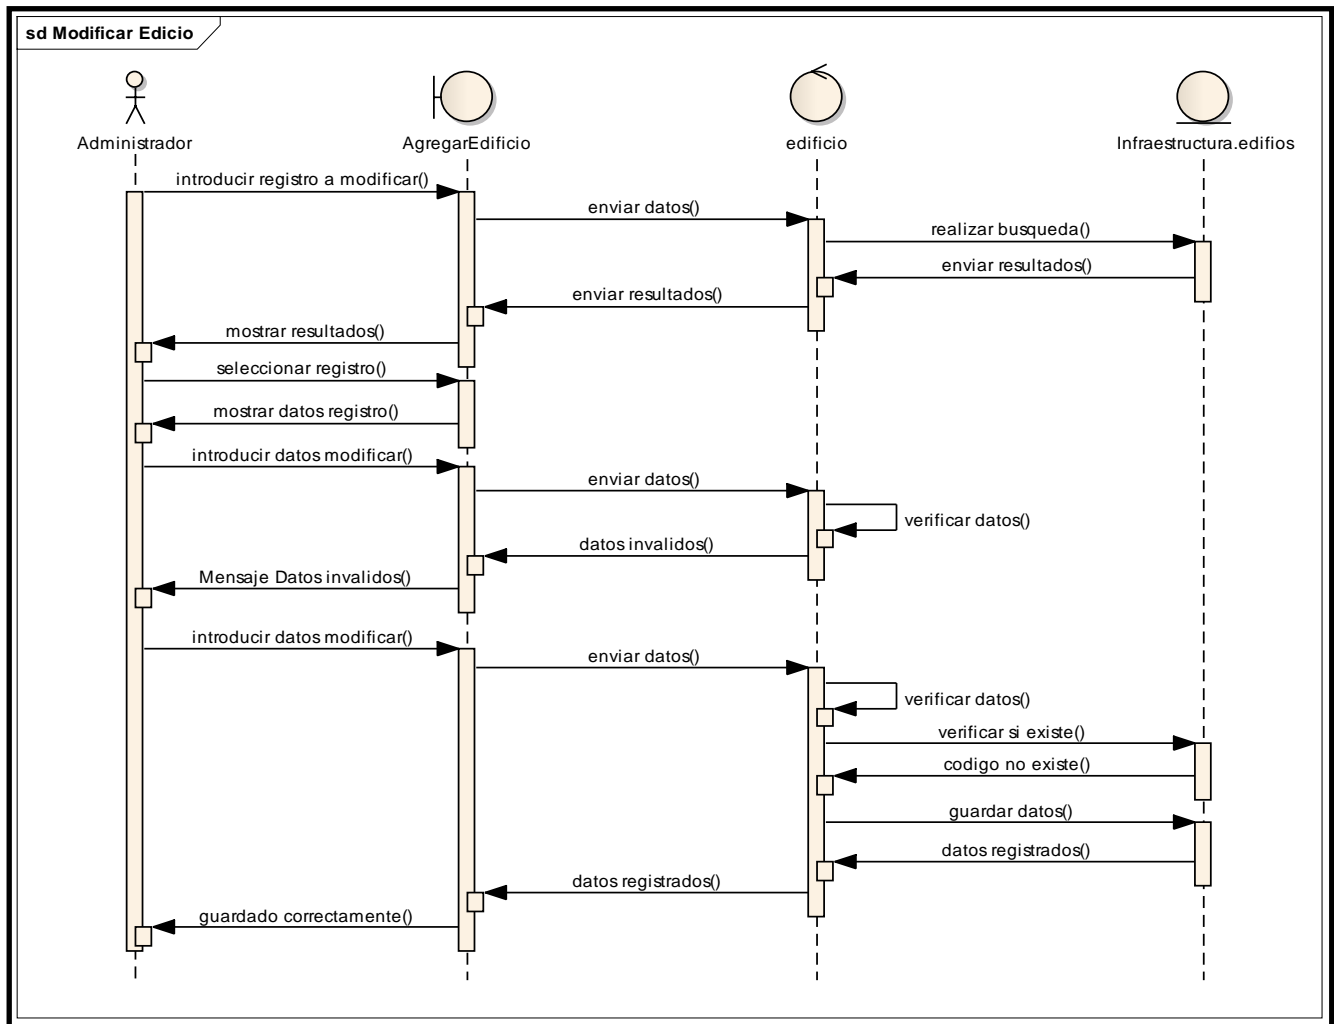 sd Modificar Edicio
Administrador
AgregarEdificio
edificio
Infraestructura.edifios
introducir registro a modificar()
enviar datos()
realizar busqueda()
enviar resultados()
enviar resultados()
mostrar resultados()
seleccionar registro()
mostrar datos registro()
introducir datos modificar()
enviar datos()
verificar datos()
datos invalidos()
Mensaje Datos invalidos()
introducir datos modificar()
enviar datos()
verificar datos()
verificar si existe()
codigo no existe()
guardar datos()
datos registrados()
datos registrados()
guardado correctamente()